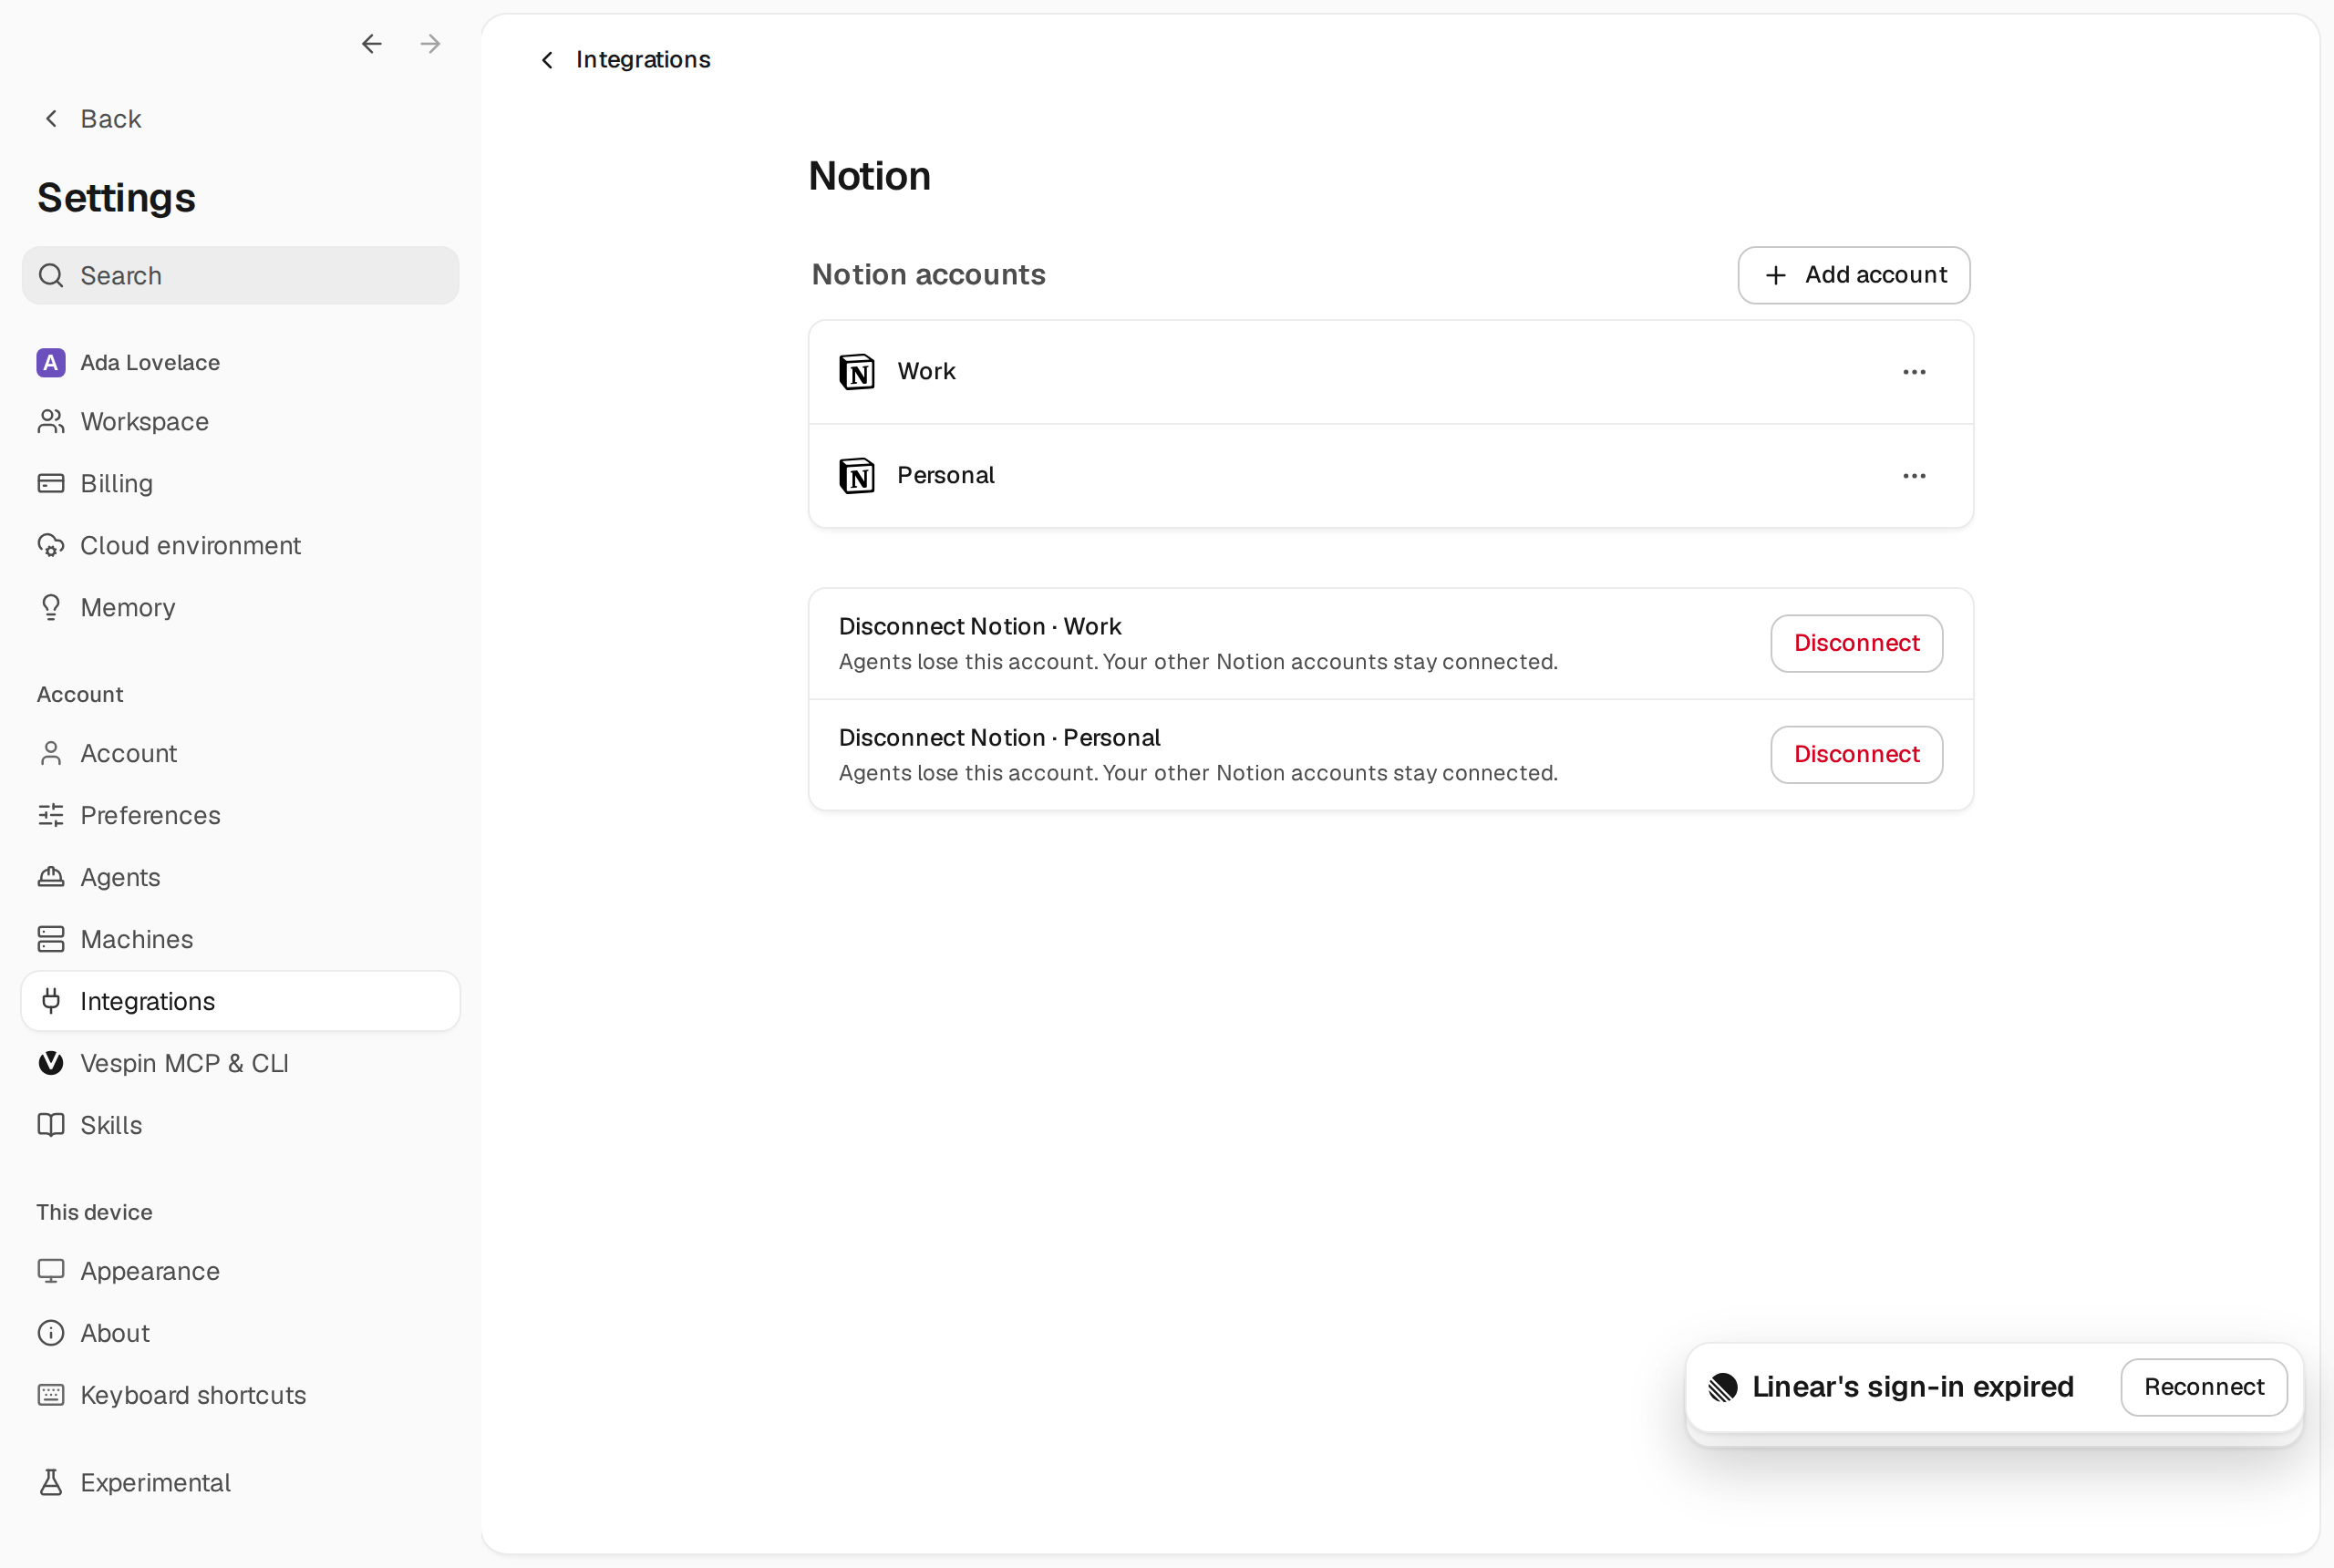 Back
Settings
Search
A Ada Lovelace
Workspace
Billing
Cloud environment
Memory
Account
Account
Preferences
Agents
Machines
Integrations
Vespin MCP & CLI
Skills
This device
Appearance
About
Keyboard shortcuts
Experimental
Integrations
Notion
Notion accounts
Add account
N Work
N Personal
Disconnect Notion · Work
Agents lose this account. Your other Notion accounts stay connected.
Disconnect
Disconnect Notion · Personal
Agents lose this account. Your other Notion accounts stay connected.
Disconnect
Linear's sign-in expired
Reconnect